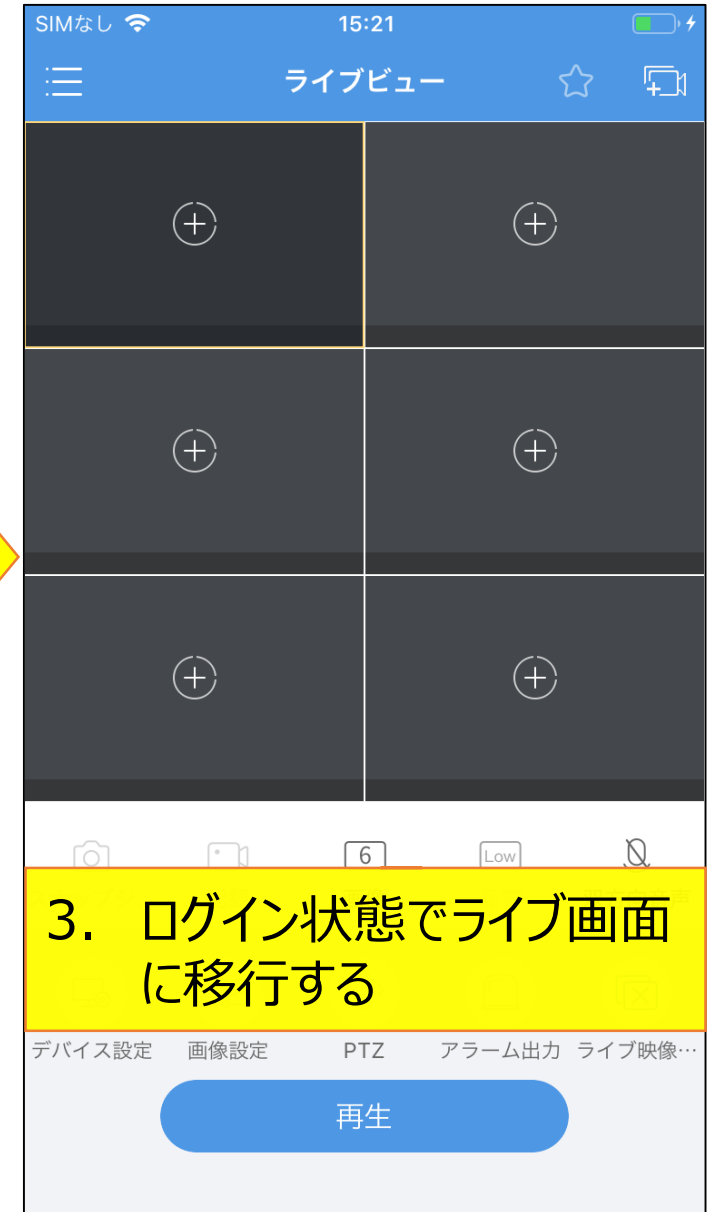 SIMなし 15:21
ライブビュー
6 Low
3. ログイン状態でライブ画面
に移行する
デバイス設定 画像設定 PTZ アラーム出力 ライブ映像…
再生